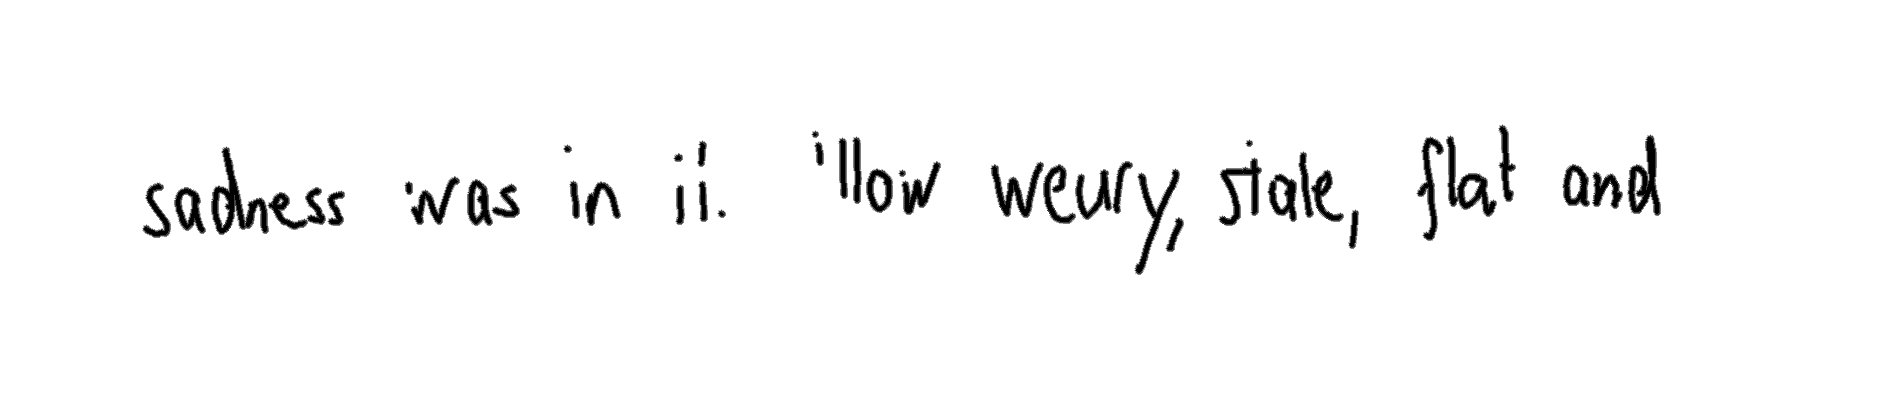 sadness was in it. "How weary, stale, flat and